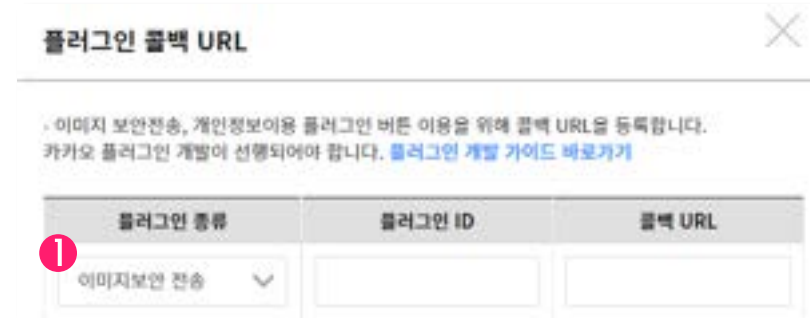 플러그인 콜백 URL
- 이미지 보안전송, 개인정보이용 플러그인 버튼 이용을 위해 콜백 URL을 등록합니다.
카카오 플러그인 개발이 선행되어야 합니다. 플러그인 개발 가이드 바로가기
플러그인 종류 플러그인 ID 콜백 URL
1
이미지보안 전송